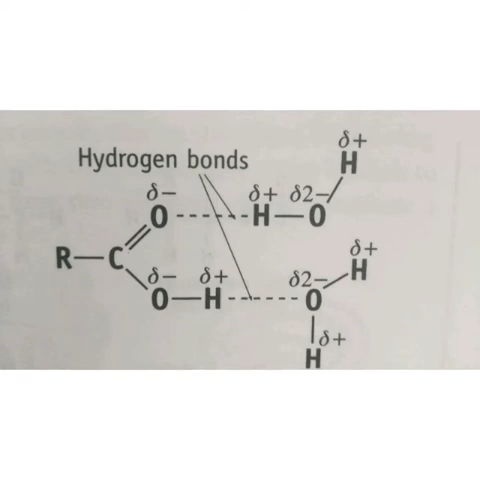 δ+
H
Hydrogen bonds
δ− δ+ δ2−
O H—O
R—C
δ− δ+ δ2− δ+
O—H O H
δ+
H